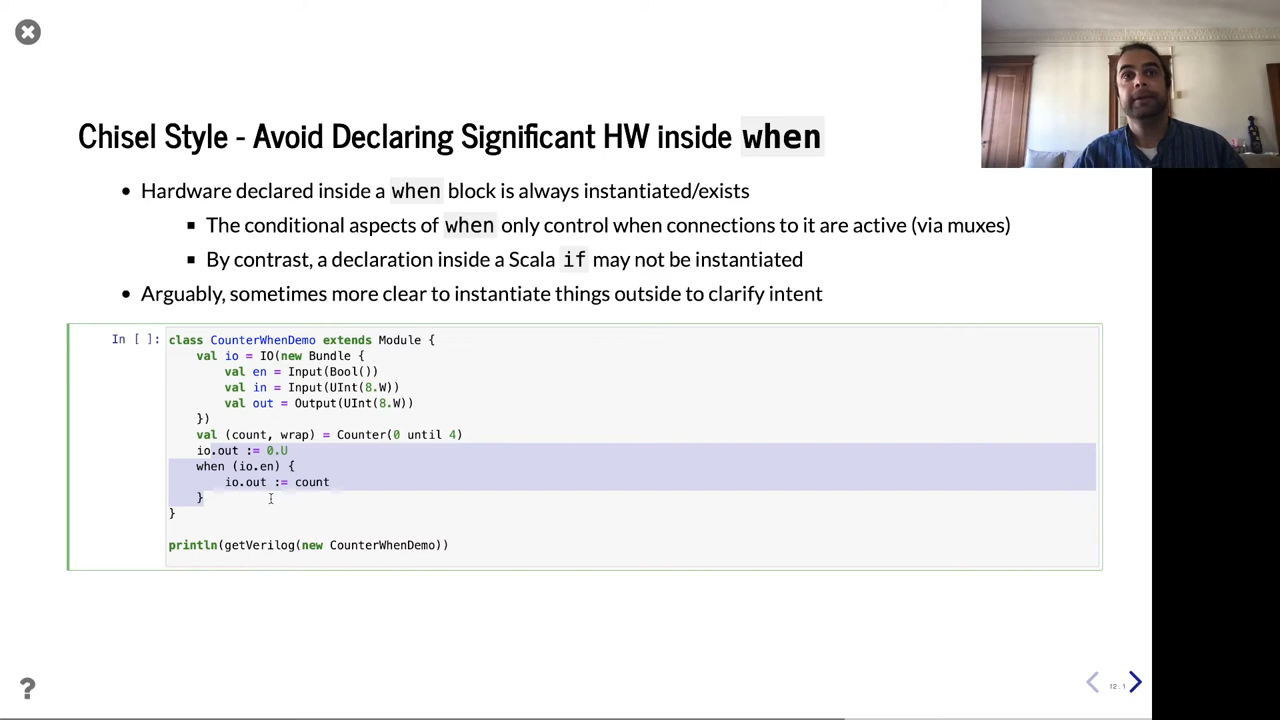 Chisel Style - Avoid Declaring Significant HW inside when
• Hardware declared inside a when block is always instantiated/exists
▪ The conditional aspects of when only control when connections to it are active (via muxes)
▪ By contrast, a declaration inside a Scala if may not be instantiated
• Arguably, sometimes more clear to instantiate things outside to clarify intent
In [ ]: class CounterWhenDemo extends Module {
val io = IO(new Bundle {
val en = Input(Bool())
val in = Input(UInt(8.W))
val out = Output(UInt(8.W))
})
val (count, wrap) = Counter(0 until 4)
io.out := 0.U
when (io.en) {
io.out := count
}
}
println(getVerilog(new CounterWhenDemo))
?
12.1